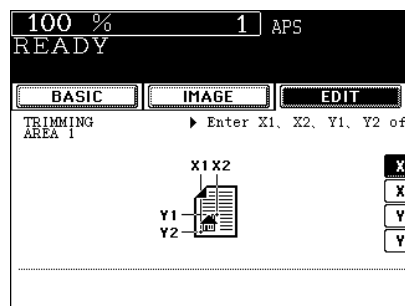 100 % 1 APS
READY
BASIC IMAGE EDIT
TRIMMING ▶ Enter X1, X2, Y1, Y2 of
AREA 1
X1 X2 X
X
Y1 Y
Y2 Y